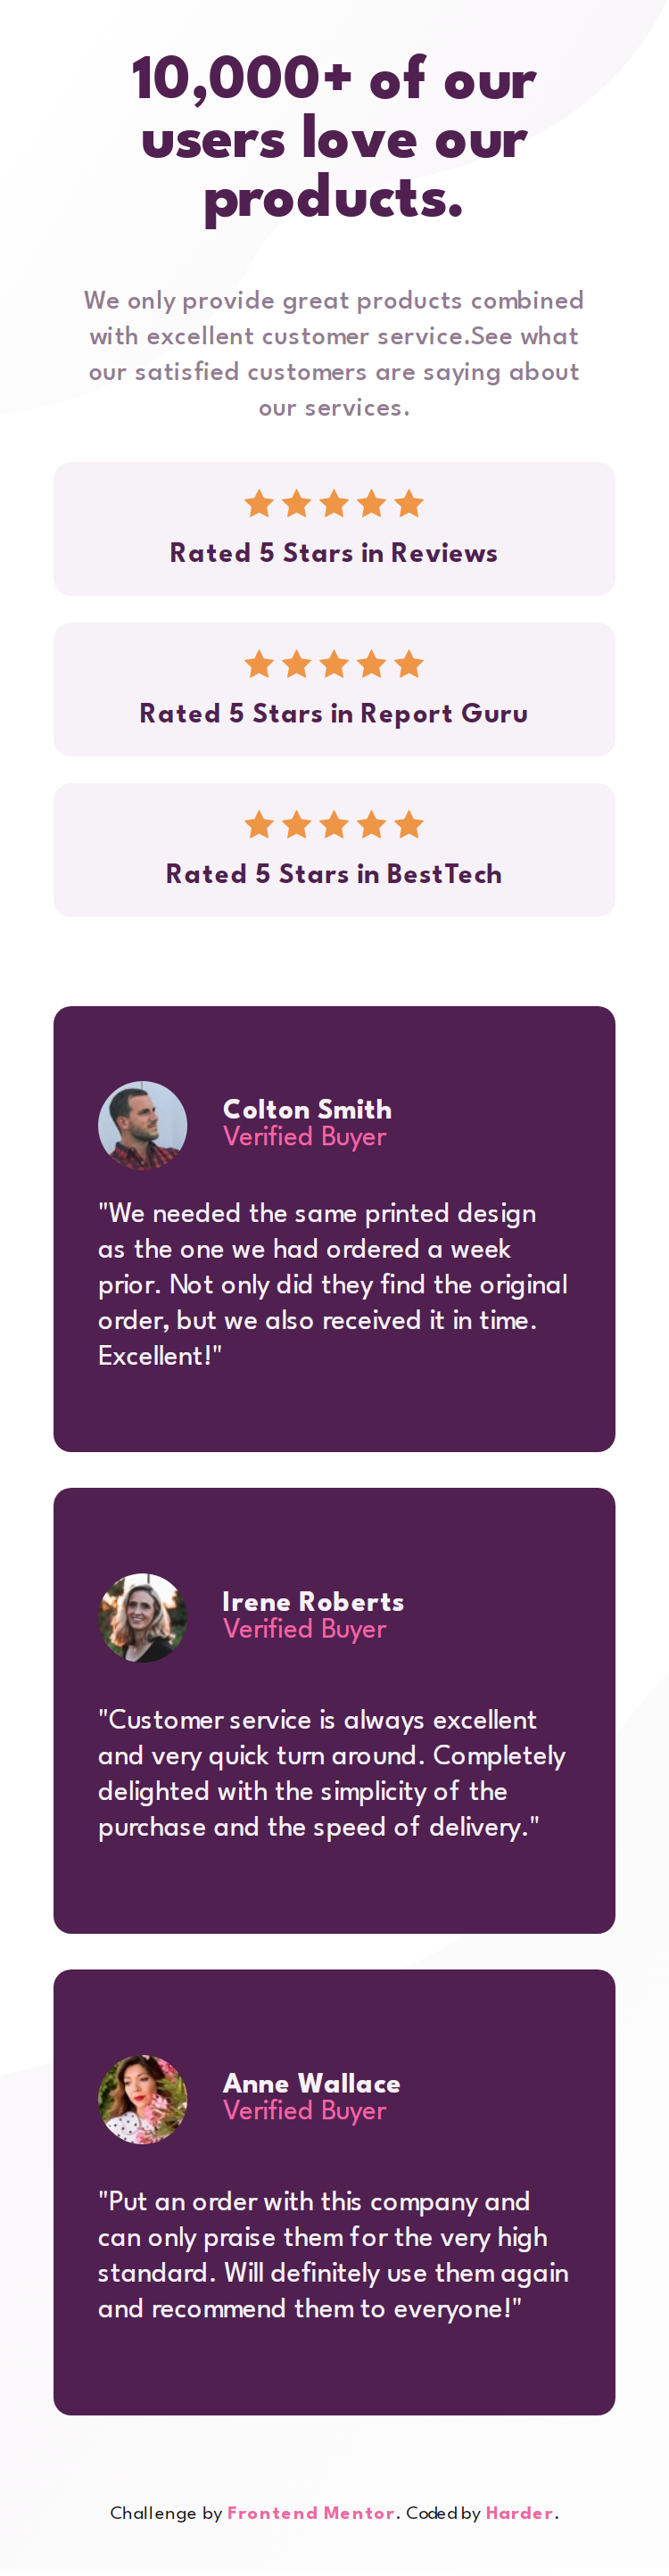 10,000+ of our
users love our
products.
We only provide great products combined
with excellent customer service.See what
our satisfied customers are saying about
our services.
Rated 5 Stars in Reviews
Rated 5 Stars in Report Guru
Rated 5 Stars in BestTech
Colton Smith
Verified Buyer
"We needed the same printed design
as the one we had ordered a week
prior. Not only did they find the original
order, but we also received it in time.
Excellent!"
Irene Roberts
Verified Buyer
"Customer service is always excellent
and very quick turn around. Completely
delighted with the simplicity of the
purchase and the speed of delivery."
Anne Wallace
Verified Buyer
"Put an order with this company and
can only praise them for the very high
standard. Will definitely use them again
and recommend them to everyone!"
Challenge by Frontend Mentor. Coded by Harder.